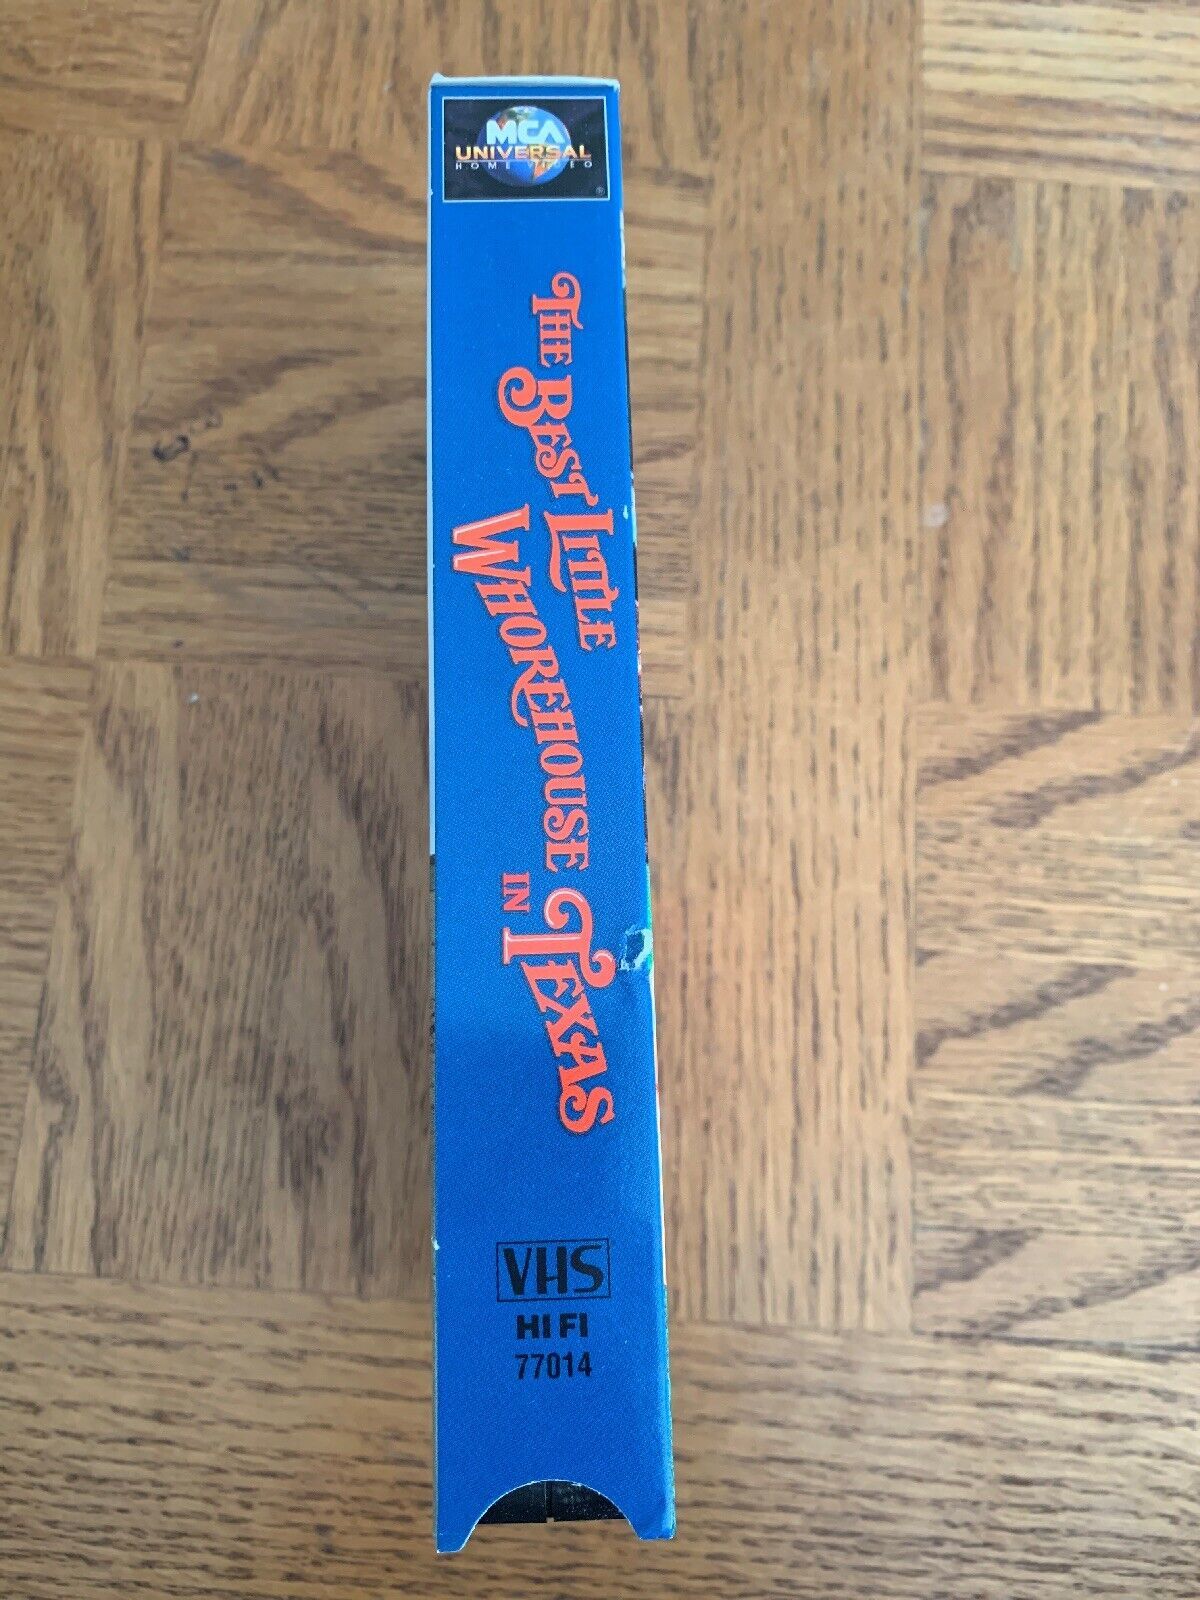 MCA
UNIVERSAL
HOME VIDEO
®
THE BEST LITTLE
WHOREHOUSE
IN TEXAS
VHS
HI FI
77014